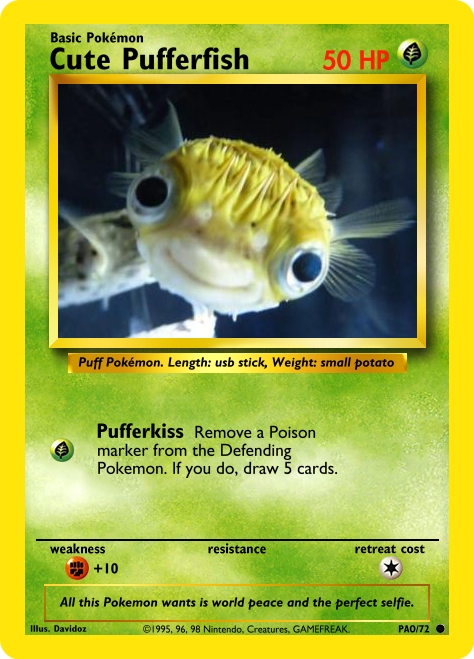 Basic Pokémon
Cute Pufferfish 50 HP
Puff Pokémon. Length: usb stick, Weight: small potato
Pufferkiss Remove a Poison
marker from the Defending
Pokemon. If you do, draw 5 cards.
weakness resistance retreat cost
+10
All this Pokemon wants is world peace and the perfect selfie.
Illus. Davidoz ©1995, 96, 98 Nintendo, Creatures, GAMEFREAK. PAO/72